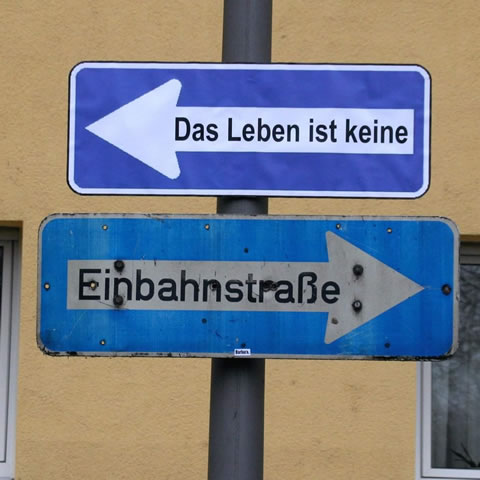 Das Leben ist keine
Einbahnstraße